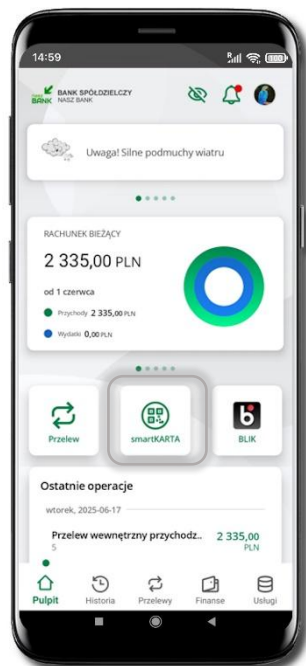 14:59
BANK SPÓŁDZIELCZY
NASZ BANK
nasz
BANK
Uwaga! Silne podmuchy wiatru
RACHUNEK BIEŻĄCY
2 335,00 PLN
od 1 czerwca
Przychody 2 335,00 PLN
Wydatki 0,00 PLN
Przelew
smartKARTA
BLIK
Ostatnie operacje
wtorek, 2025-06-17
Przelew wewnętrzny przychodz.. 2 335,00
S PLN
Pulpit Historia Przelewy Finanse Usługi